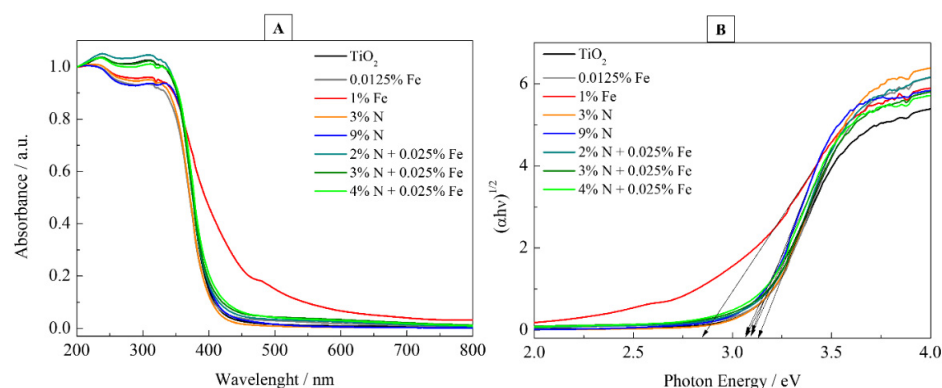 A
TiO₂
0.0125% Fe
1% Fe
3% N
9% N
2% N + 0.025% Fe
3% N + 0.025% Fe
4% N + 0.025% Fe
Absorbance / a.u.
1.0
0.8
0.6
0.4
0.2
0.0
200 300 400 500 600 700 800
Wavelenght / nm
B
TiO₂
0.0125% Fe
1% Fe
3% N
9% N
2% N + 0.025% Fe
3% N + 0.025% Fe
4% N + 0.025% Fe
(αhν)¹/²
6
4
2
0
2.0 2.5 3.0 3.5 4.0
Photon Energy / eV